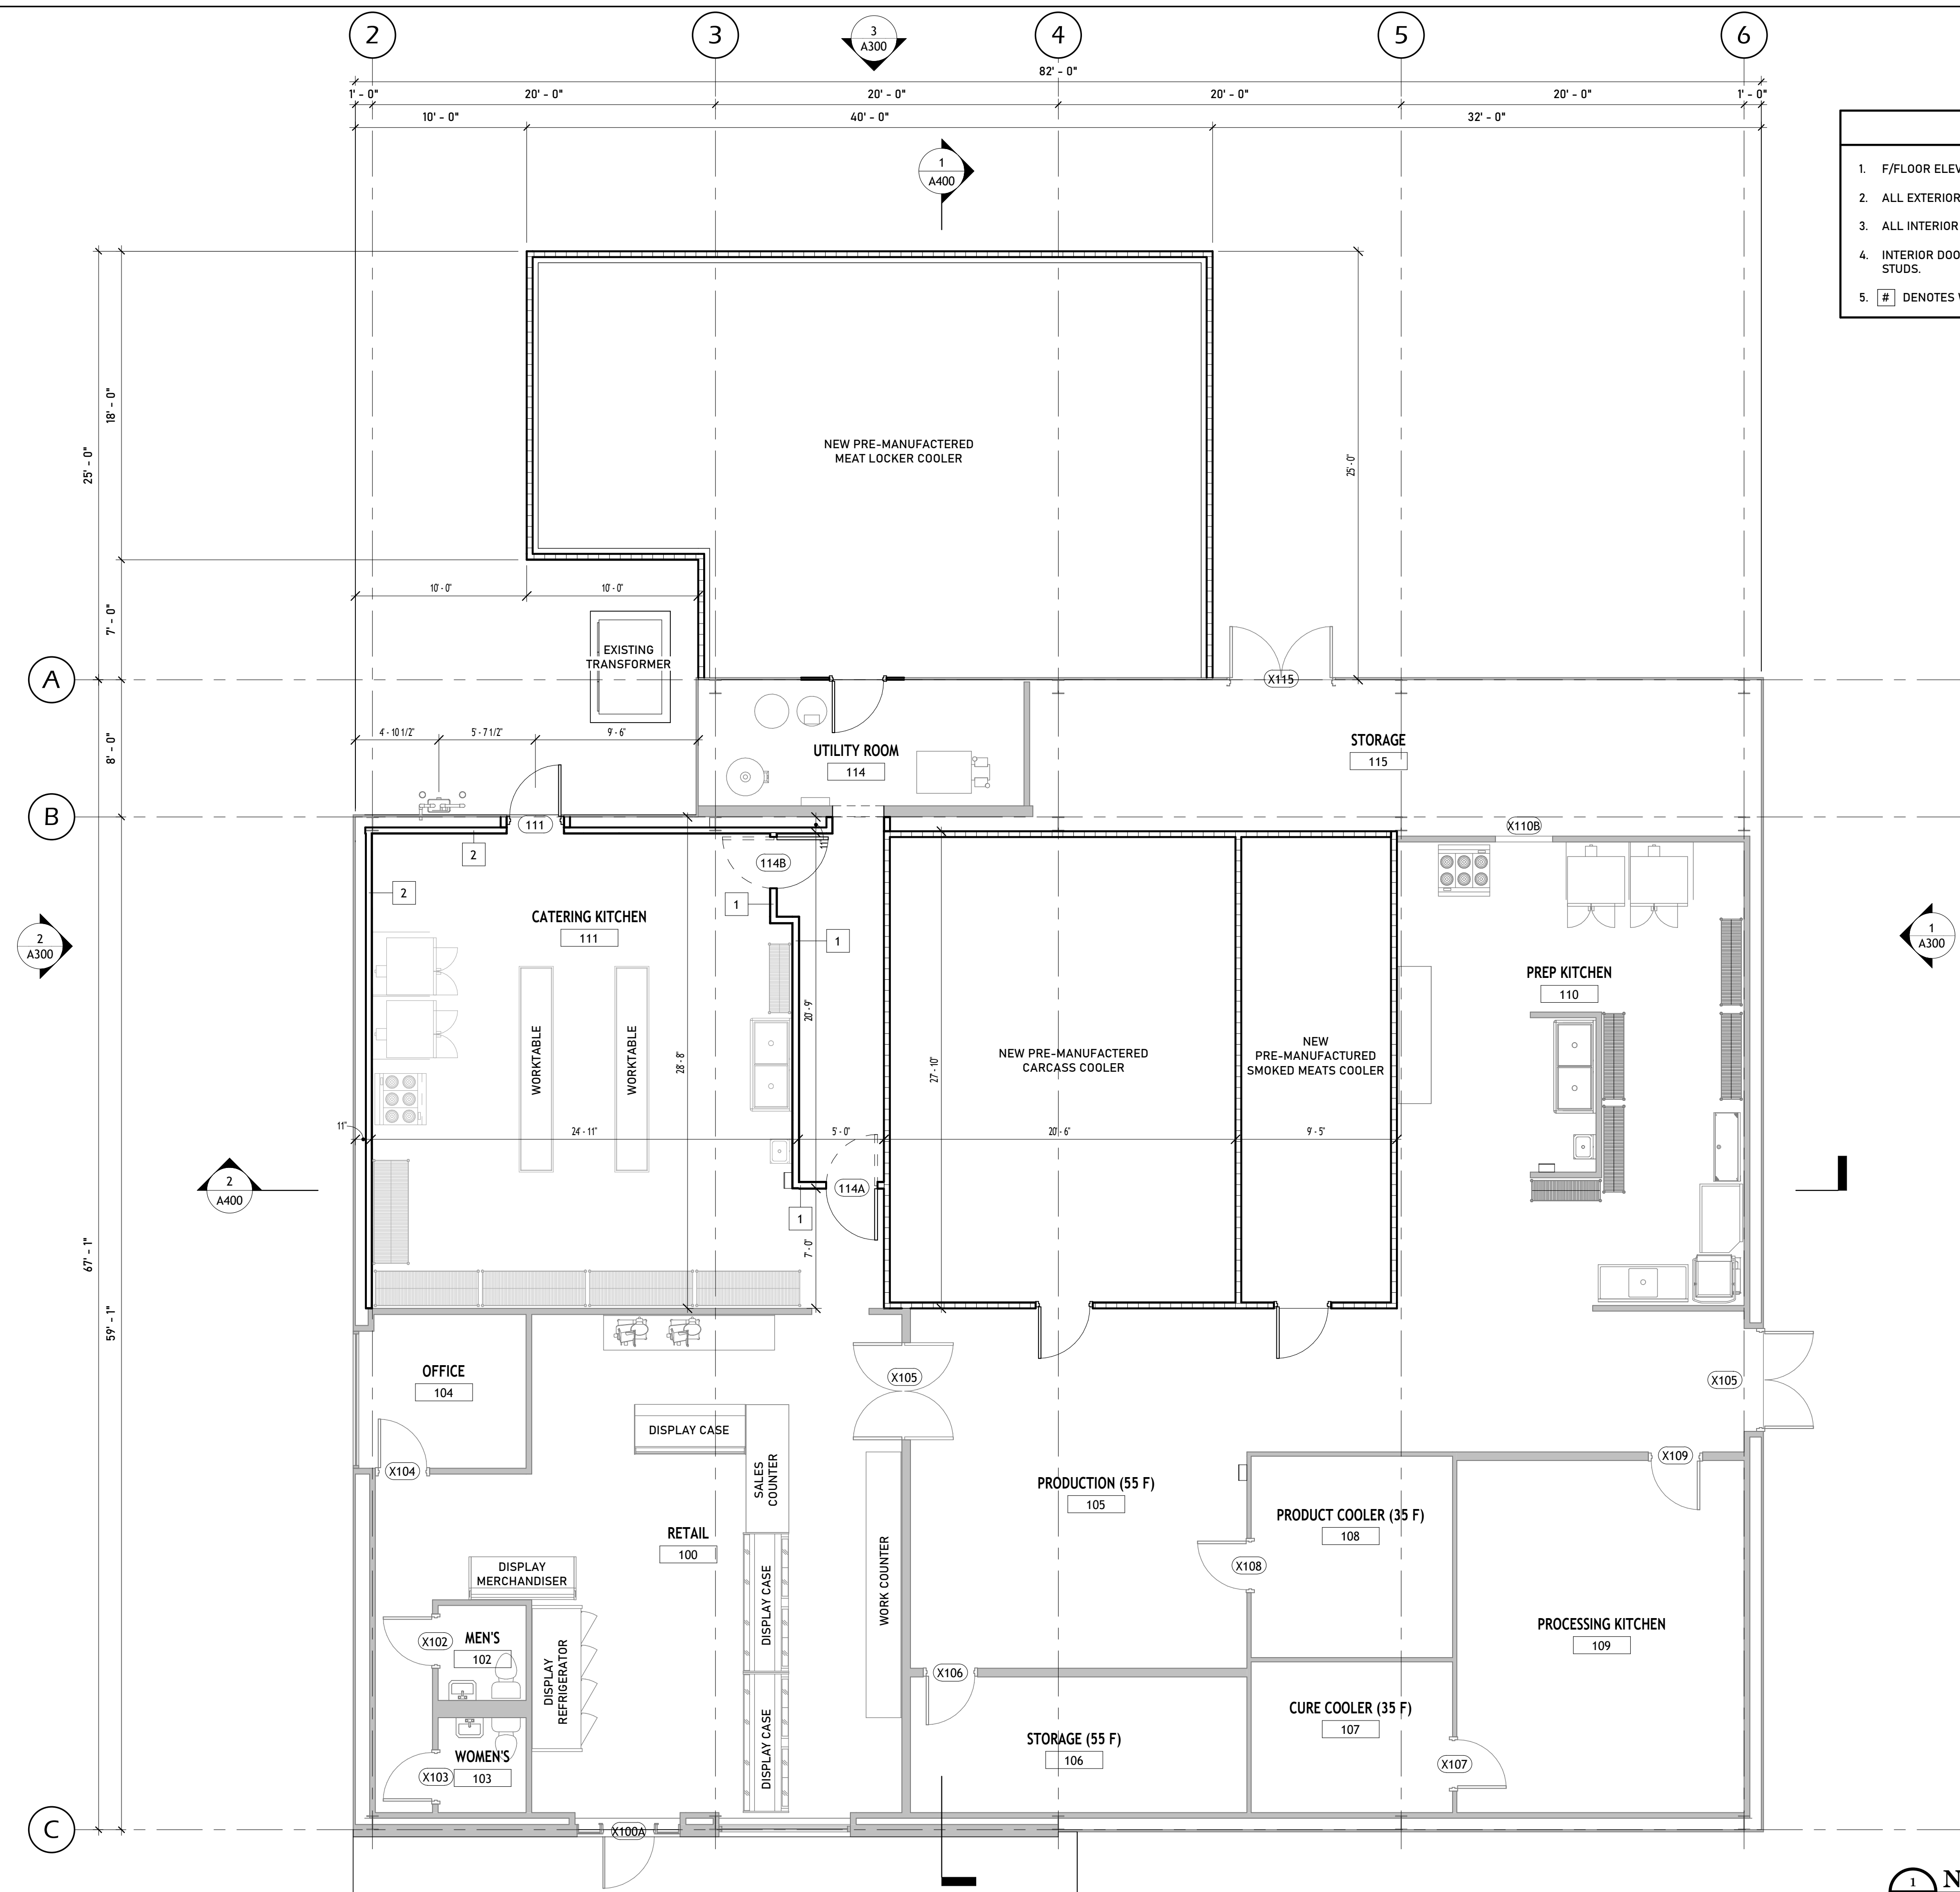 2
3
4
5
6
3
A300
82' - 0"
1' - 0"
20' - 0"
20' - 0"
20' - 0"
20' - 0"
1' - 0"
10' - 0"
40' - 0"
32' - 0"
1
A400
1. F/FLOOR ELEV
2. ALL EXTERIOR
3. ALL INTERIOR
4. INTERIOR DOO
STUDS.
5. # DENOTES
18' - 0"
25' - 0"
NEW PRE-MANUFACTERED
MEAT LOCKER COOLER
25' - 0"
10' - 0"
10' - 0"
7' - 0"
EXISTING
TRANSFORMER
A
X115
8' - 0"
4' - 10 1/2"
5' - 7 1/2"
9' - 6"
UTILITY ROOM
114
STORAGE
115
B
111
X110B
2
114B
11"
2
1
1
CATERING KITCHEN
111
2
A300
1
A300
PREP KITCHEN
110
20' - 9"
WORKTABLE
WORKTABLE
28' - 8"
27' - 10"
NEW PRE-MANUFACTERED
CARCASS COOLER
NEW
PRE-MANUFACTURED
SMOKED MEATS COOLER
11"
24' - 11"
5' - 0"
20' - 6"
9' - 5"
2
A400
114A
1
7' - 0"
67' - 1"
59' - 1"
OFFICE
104
X105
X105
DISPLAY CASE
SALES
COUNTER
X104
X109
PRODUCTION (55 F)
105
PRODUCT COOLER (35 F)
108
RETAIL
100
DISPLAY
MERCHANDISER
X108
WORK COUNTER
DISPLAY CASE
PROCESSING KITCHEN
109
X102
MEN'S
102
DISPLAY
REFRIGERATOR
X106
CURE COOLER (35 F)
107
STORAGE (55 F)
106
DISPLAY CASE
WOMEN'S
103
X103
X107
C
X100A
1
N